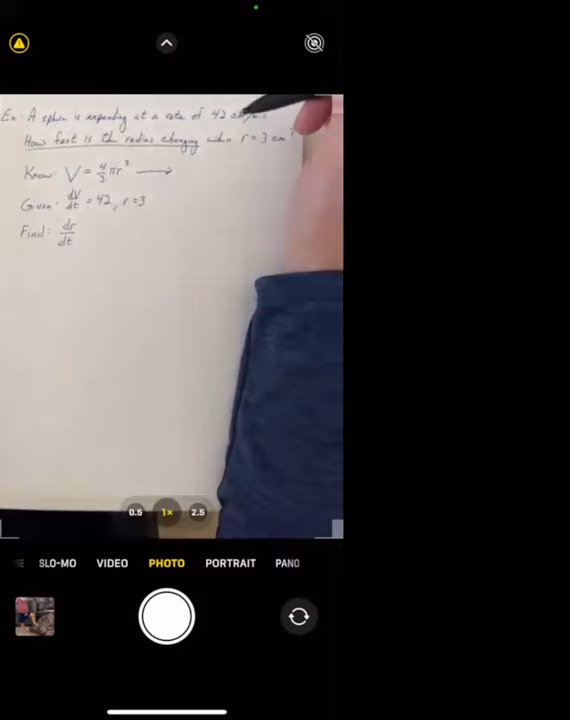 Ex: A sphere is expanding at a rate of 42
How fast is the radius changing when r = 3 cm
Know: V = 4/3 πr³ →
Given: dV/dt = 42, r = 3
Find: dr/dt
0.5 1× 2.5
SLO-MO VIDEO PHOTO PORTRAIT PANO